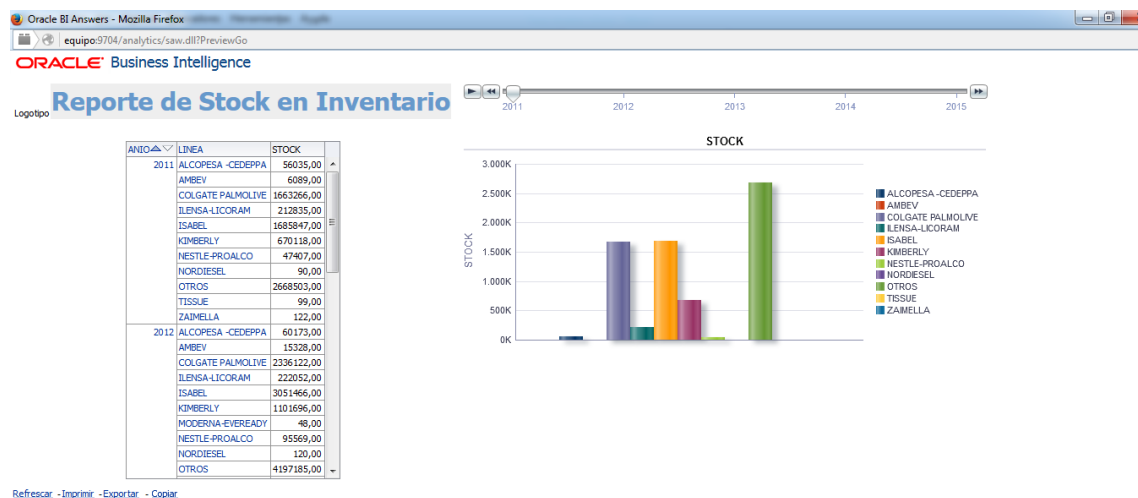 Oracle BI Answers - Mozilla Firefox
equipo:9704/analytics/saw.dll?PreviewGo
ORACLE Business Intelligence
Logotipo Reporte de Stock en Inventario
2011 2012 2013 2014 2015
ANIO LINEA STOCK
2011 ALCOPESA -CEDEPPA 56035,00
AMBEV 6089,00
COLGATE PALMOLIVE 1663266,00
ILENSA-LICORAM 212835,00
ISABEL 1685847,00
KIMBERLY 670118,00
NESTLE-PROALCO 47407,00
NORDIESEL 90,00
OTROS 2668503,00
TISSUE 99,00
ZAIMELLA 122,00
2012 ALCOPESA -CEDEPPA 60173,00
AMBEV 15328,00
COLGATE PALMOLIVE 2336122,00
ILENSA-LICORAM 222052,00
ISABEL 3051466,00
KIMBERLY 1101696,00
MODERNA-EVEREADY 48,00
NESTLE-PROALCO 95569,00
NORDIESEL 120,00
OTROS 4197185,00
STOCK
STOCK
3.000K
2.500K
2.000K
1.500K
1.000K
500K
0K
ALCOPESA -CEDEPPA
AMBEV
COLGATE PALMOLIVE
ILENSA-LICORAM
ISABEL
KIMBERLY
NESTLE-PROALCO
NORDIESEL
OTROS
TISSUE
ZAIMELLA
Refrescar - Imprimir - Exportar - Copiar